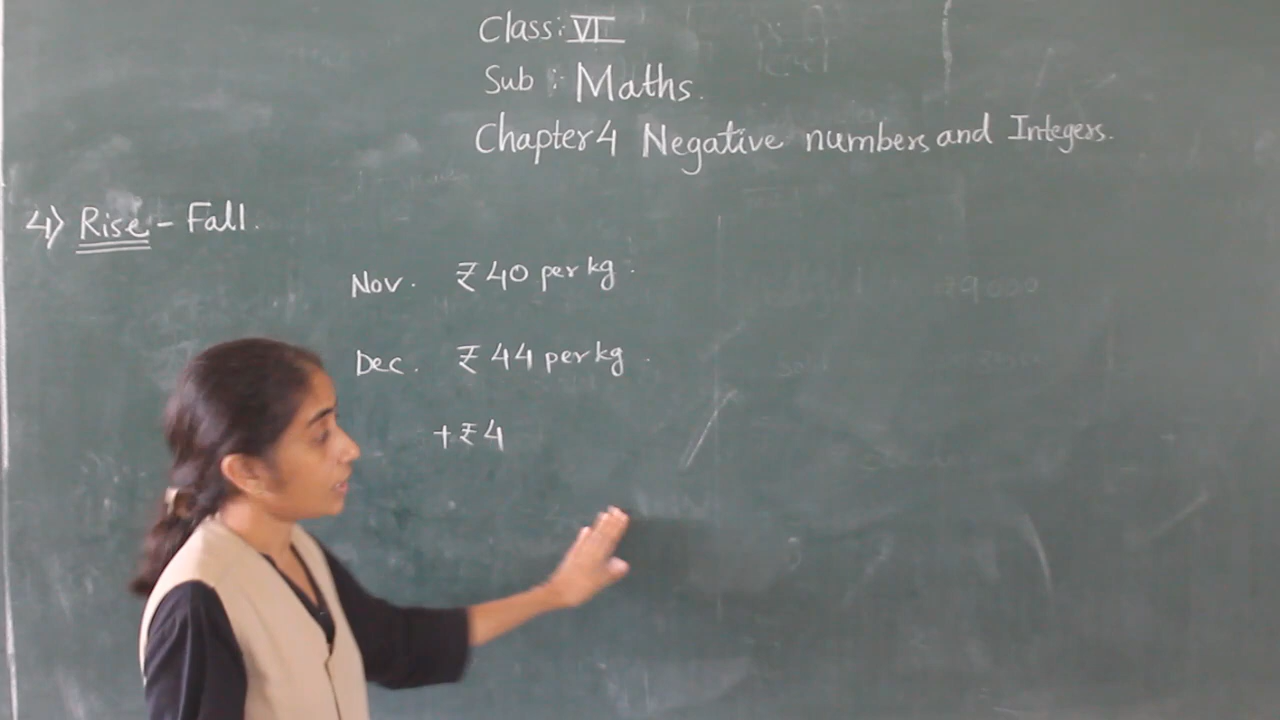 Class: VI
Sub : Maths.
Chapter 4 Negative numbers and Integers.
4) Rise - Fall.
Nov. ₹ 40 per kg.
Dec. ₹ 44 per kg.
+ ₹ 4